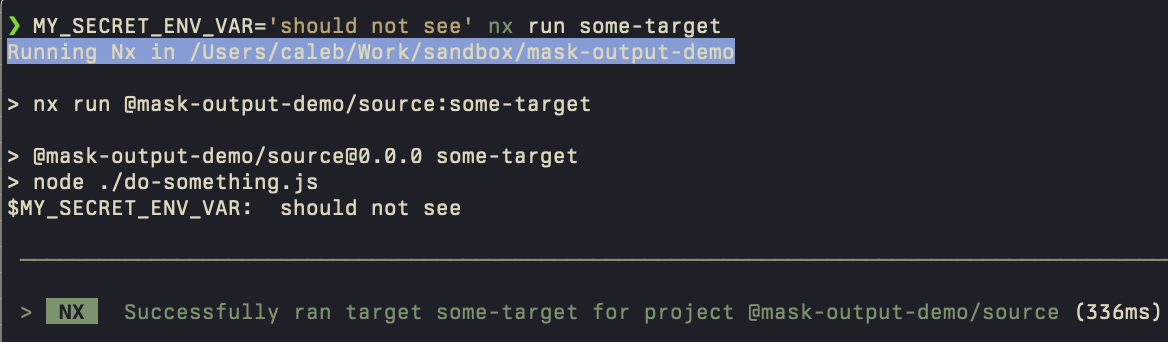 ❯ MY_SECRET_ENV_VAR='should not see' nx run some-target
Running Nx in /Users/caleb/Work/sandbox/mask-output-demo
> nx run @mask-output-demo/source:some-target
> @mask-output-demo/source@0.0.0 some-target
> node ./do-something.js
$MY_SECRET_ENV_VAR:  should not see
> NX Successfully ran target some-target for project @mask-output-demo/source (336ms)